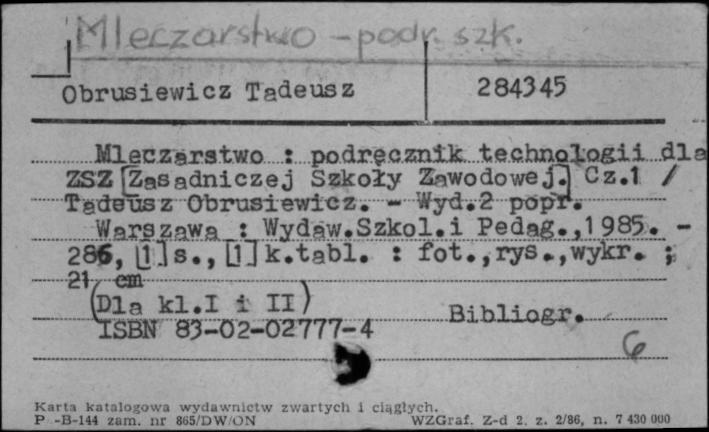 Mleczarstwo - podr. szk.
Obrusiewicz Tadeusz 284345
Mleczarstwo : podręcznik technologii dla
ZSZ [Zasadniczej Szkoły Zawodowej.] Cz.1 /
Tadeusz Obrusiewicz. - Wyd.2 popr.
Warszawa : Wydaw.Szkol.i Pedag.,1985. -
286, [1] s., [1] k.tabl. : fot.,rys.,wykr. ;
21 cm
(Dla kl.I i II)
Bibliogr.
ISBN 83-02-02777-4
6
Karta katalogowa wydawnictw zwartych i ciągłych.
P -B-144 zam. nr 865/DW/ON WZGraf. Z-d 2. z. 2/86, n. 7 430 000